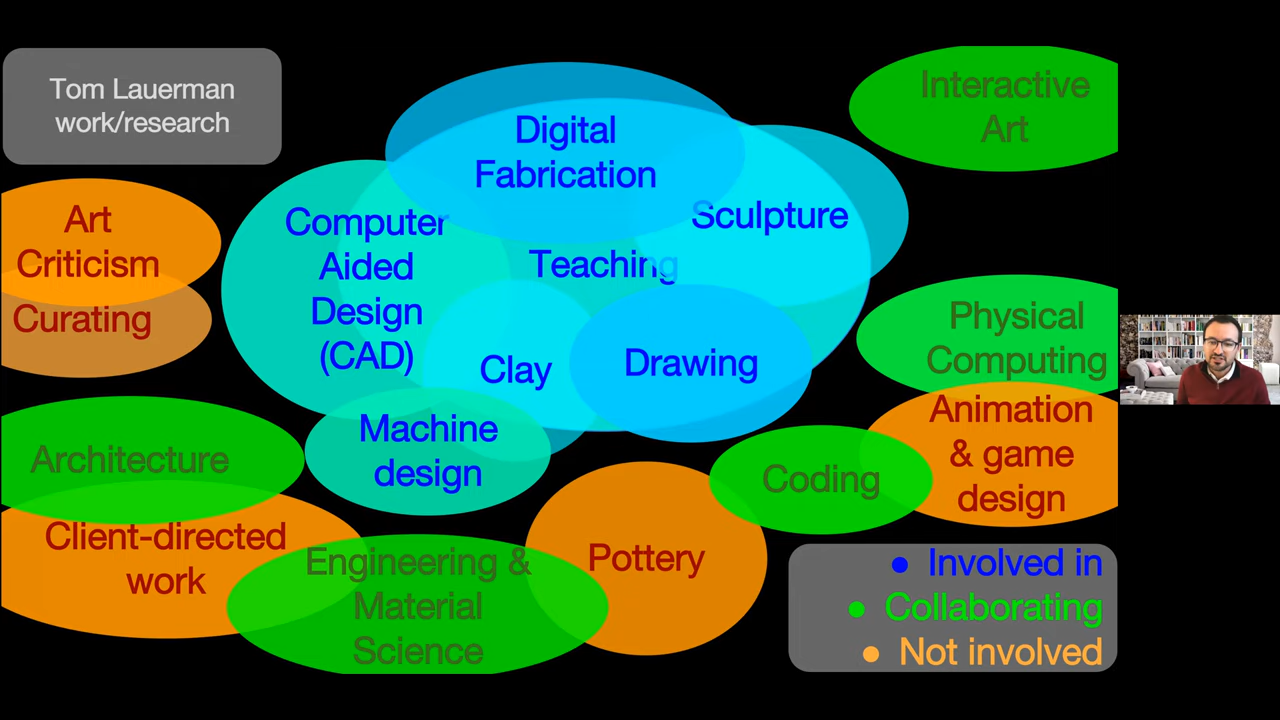 Tom Lauerman
work/research
Digital
Fabrication
Interactive
Art
Art
Criticism
Curating
Computer
Aided
Design
(CAD)
Sculpture
Teaching
Clay
Drawing
Physical
Computing
Animation
& game
design
Architecture
Machine
design
Coding
Client-directed
work
Engineering &
Material
Science
Pottery
● Involved in
● Collaborating
● Not involved